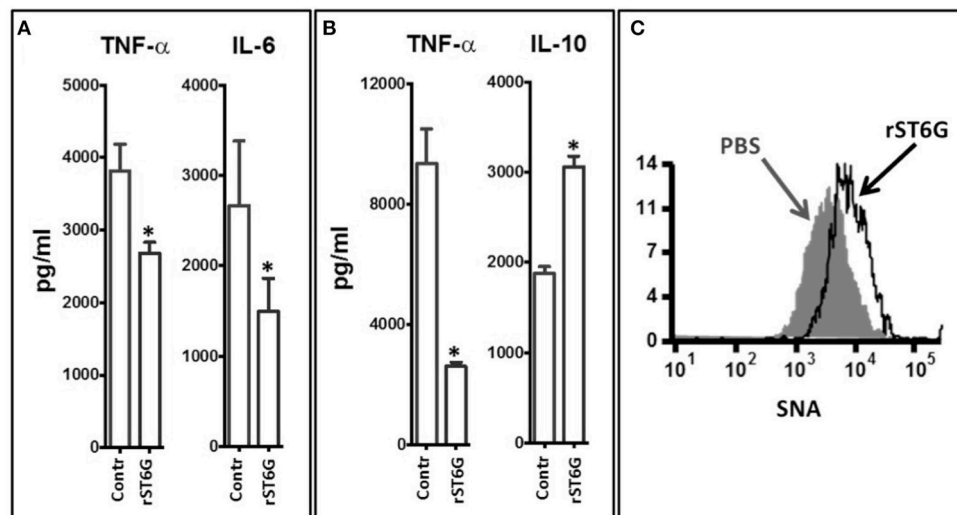 A
TNF-α
IL-6
pg/ml
5000
4000
3000
2000
1000
0
*
Contr
rST6G
4000
3000
2000
1000
0
*
Contr
rST6G
B
TNF-α
IL-10
pg/ml
12000
8000
4000
0
*
Contr
rST6G
4000
3000
2000
1000
0
*
Contr
rST6G
C
PBS
rST6G
14
11
7
4
0
10¹ 10² 10³ 10⁴ 10⁵
SNA